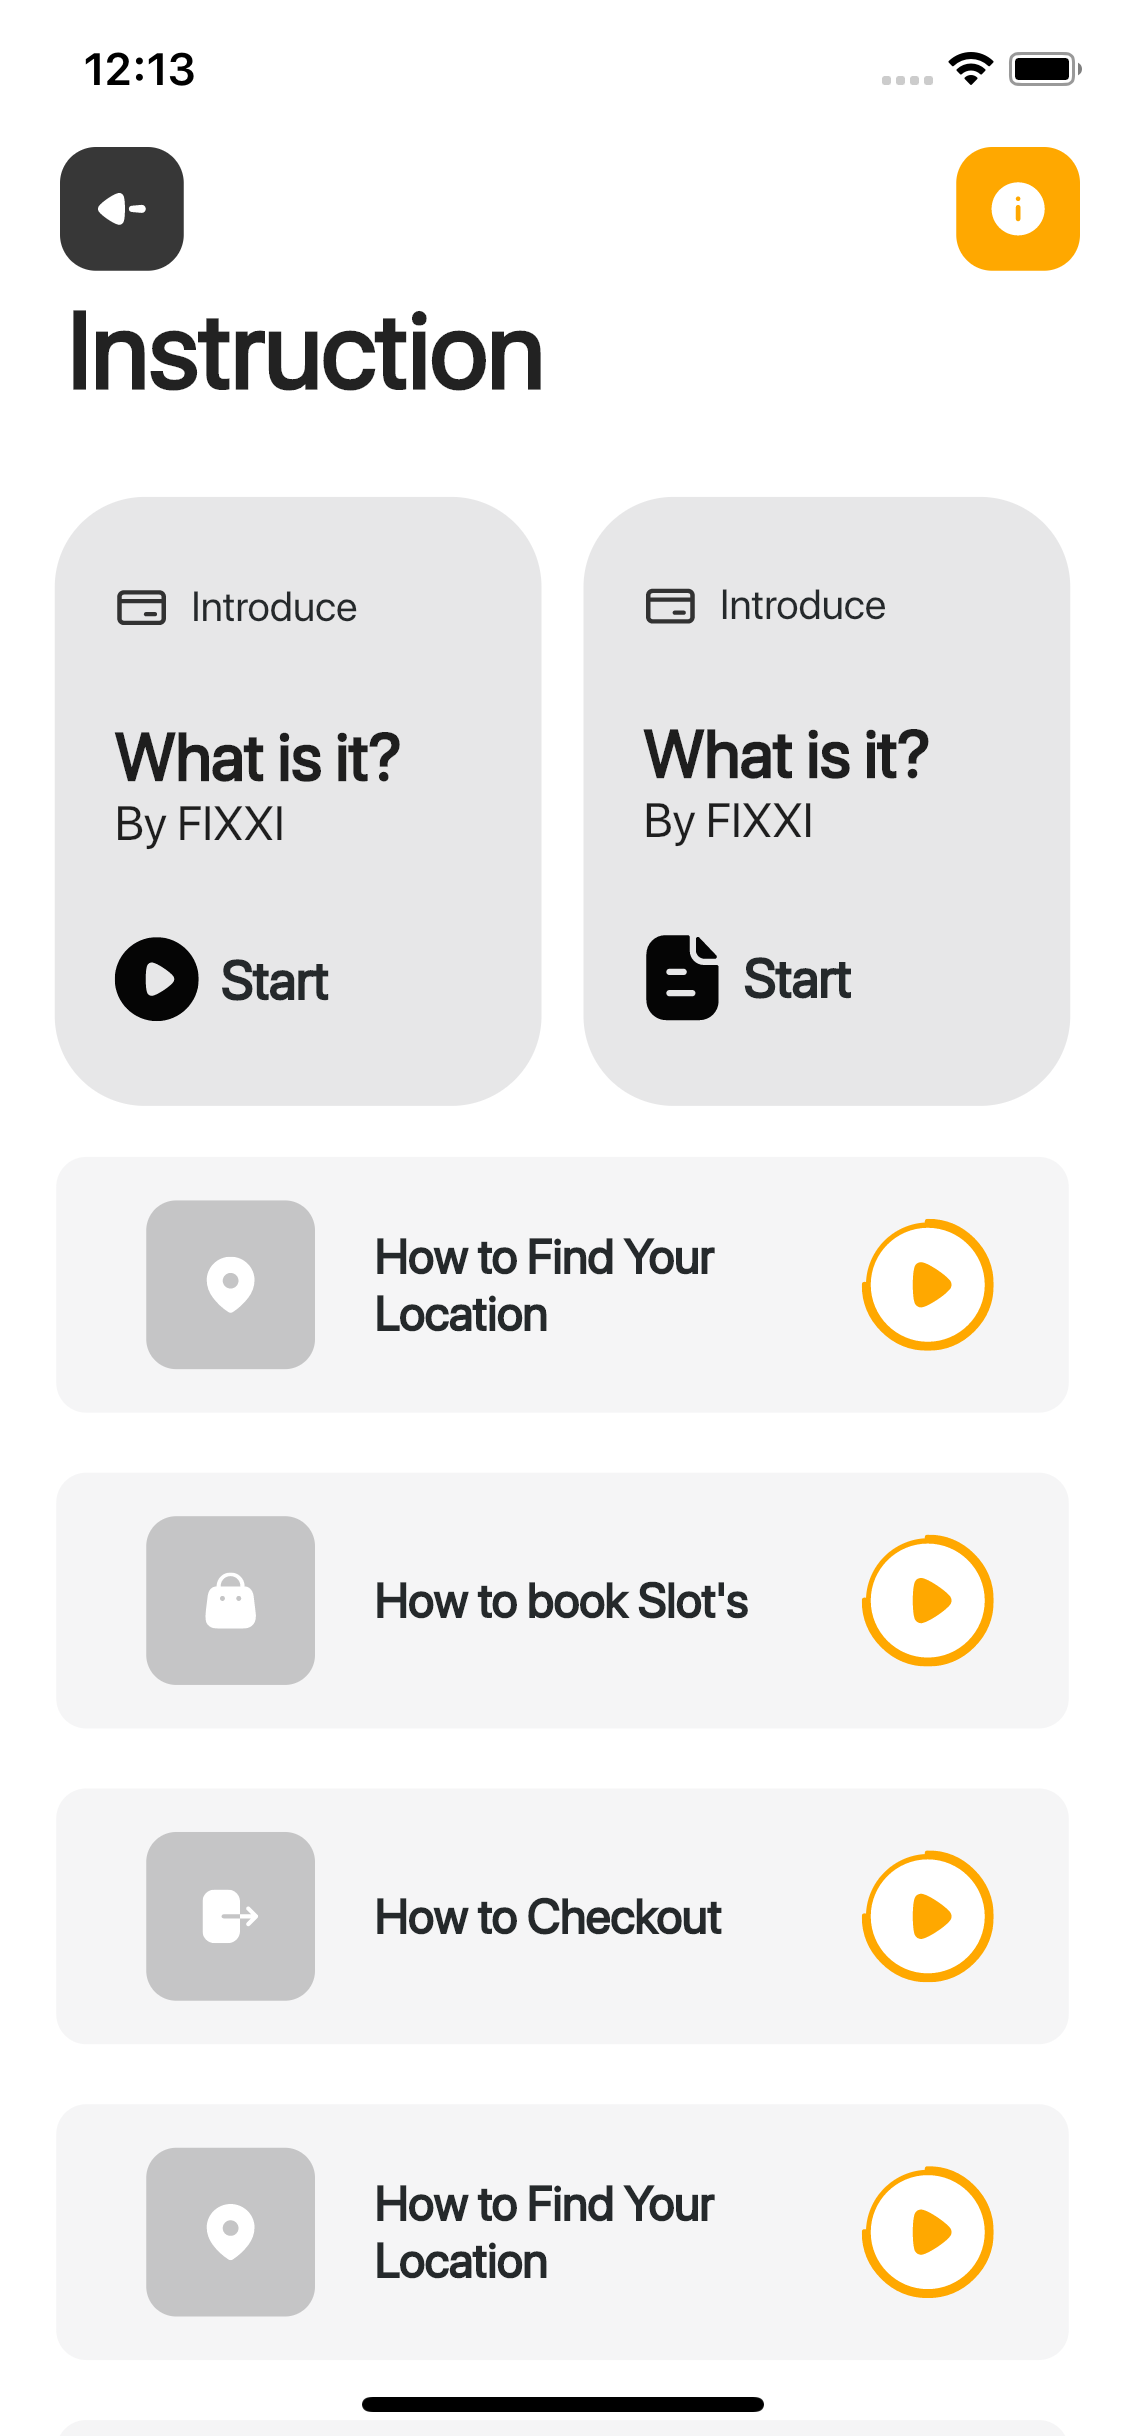 12:13
Instruction
Introduce
What is it?
By FIXXI
Start
Introduce
What is it?
By FIXXI
Start
How to Find Your
Location
How to book Slot's
How to Checkout
How to Find Your
Location